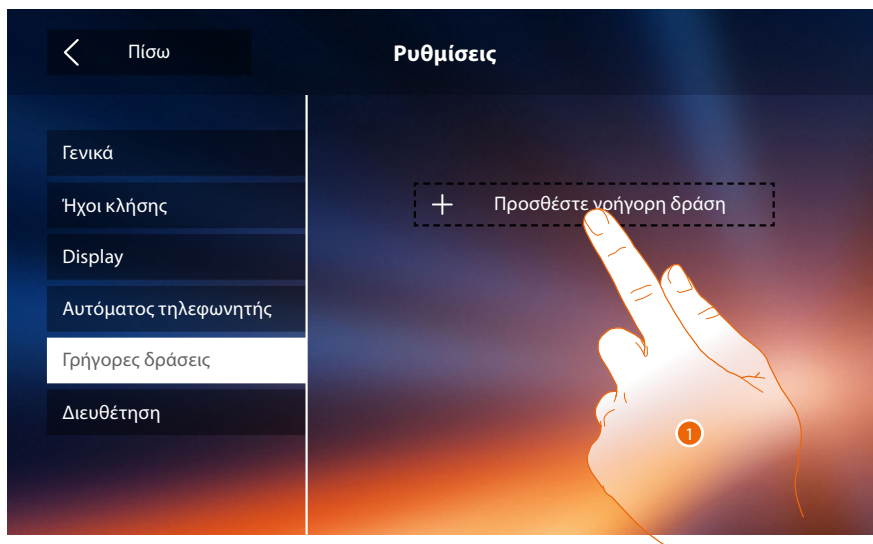 Πίσω
Ρυθμίσεις
Γενικά
Ήχοι κλήσης
Display
Αυτόματος τηλεφωνητής
Γρήγορες δράσεις
Διευθέτηση
+ Προσθέστε γρήγορη δράση
1